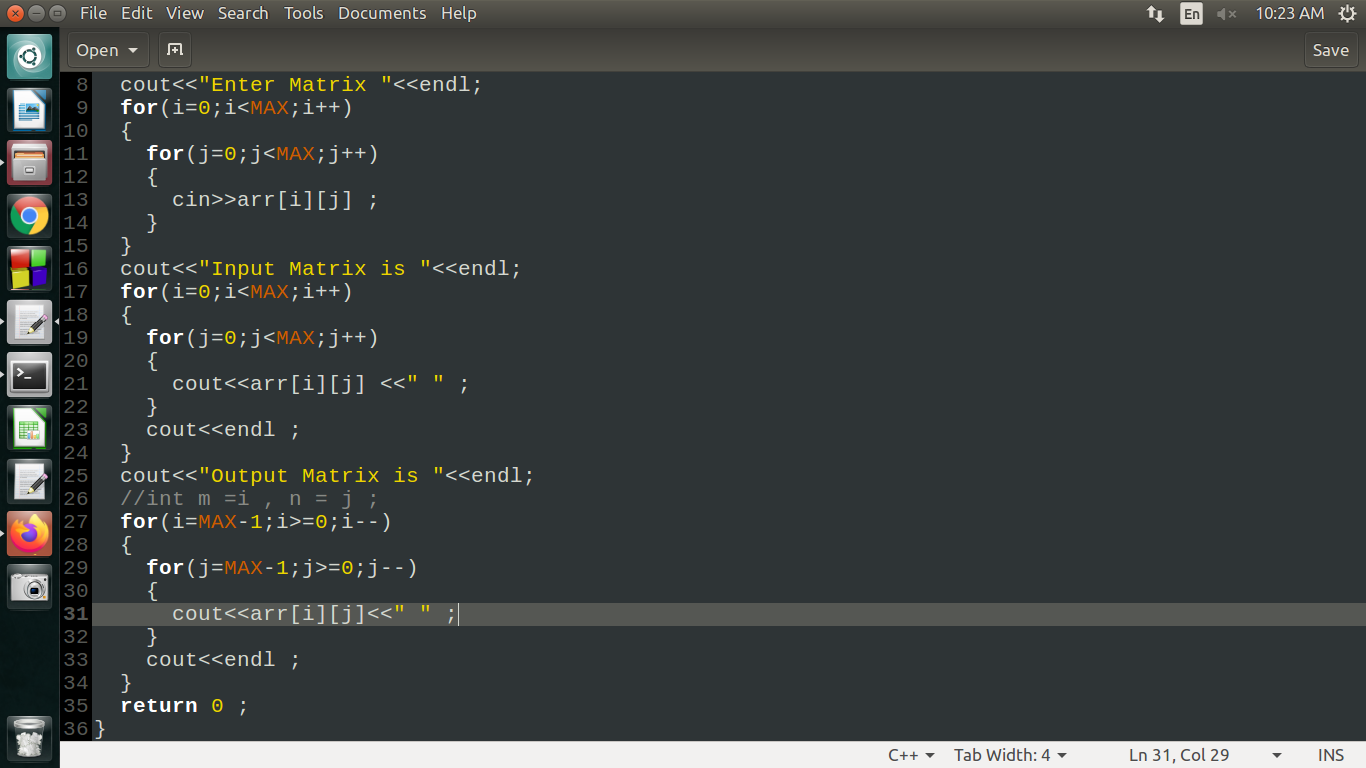 File Edit View Search Tools Documents Help En 10:23 AM
Open Save
8 cout<<"Enter Matrix "<<endl;
9 for(i=0;i<MAX;i++)
10 {
11 for(j=0;j<MAX;j++)
12 {
13 cin>>arr[i][j] ;
14 }
15 }
16 cout<<"Input Matrix is "<<endl;
17 for(i=0;i<MAX;i++)
18 {
19 for(j=0;j<MAX;j++)
20 {
21 cout<<arr[i][j] <<" " ;
22 }
23 cout<<endl ;
24 }
25 cout<<"Output Matrix is "<<endl;
26 //int m =i , n = j ;
27 for(i=MAX-1;i>=0;i--)
28 {
29 for(j=MAX-1;j>=0;j--)
30 {
31 cout<<arr[i][j]<<" " ;
32 }
33 cout<<endl ;
34 }
35 return 0 ;
36 }
C++ Tab Width: 4 Ln 31, Col 29 INS